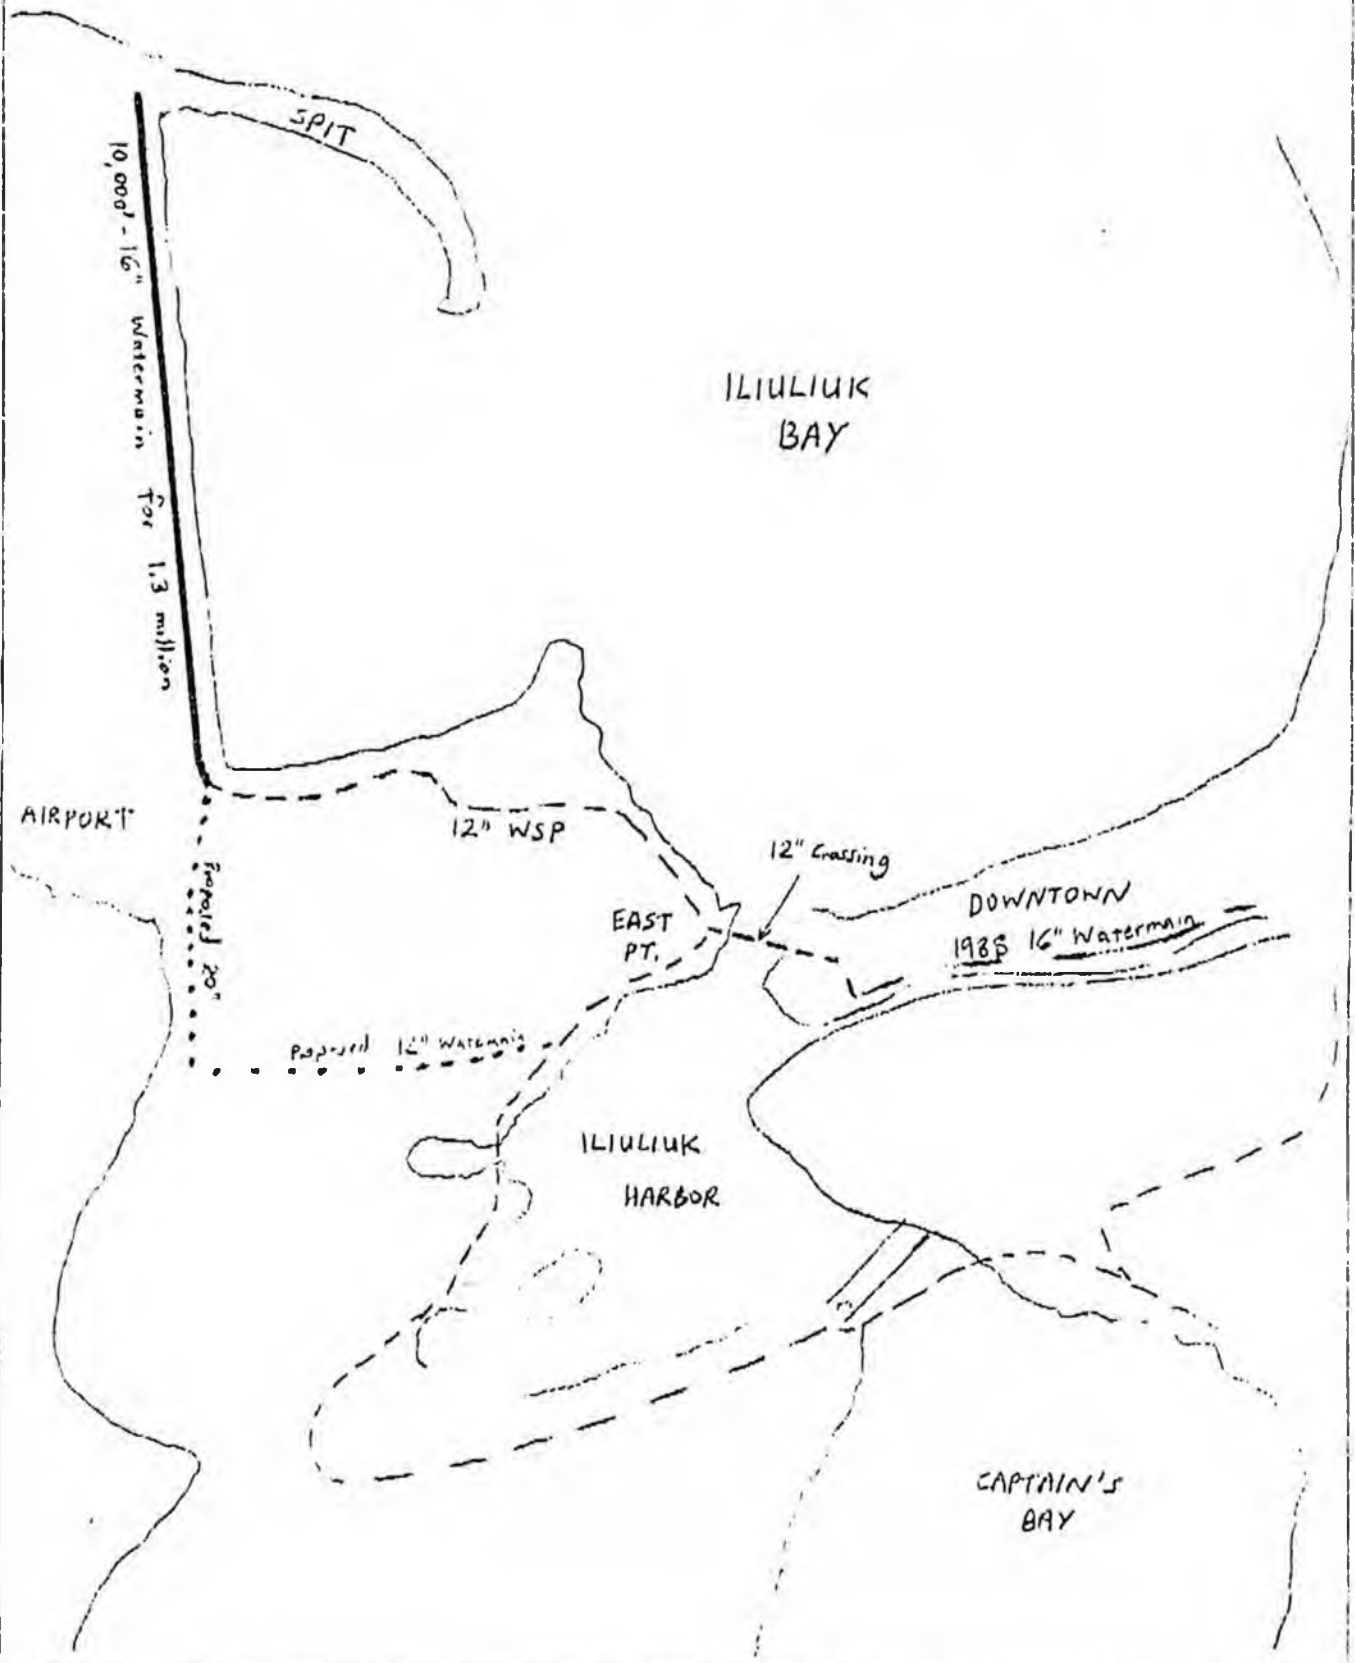 SPIT
10,000' - 16" Watermain for 1.3 million
ILIULIUK
BAY
AIRPORT
12" WSP
12" Crossing
DOWNTOWN
1988 16" Watermain
EAST
PT.
Proposed 20"
Proposed 12" Watermain
ILIULIUK
HARBOR
CAPTAIN'S
BAY